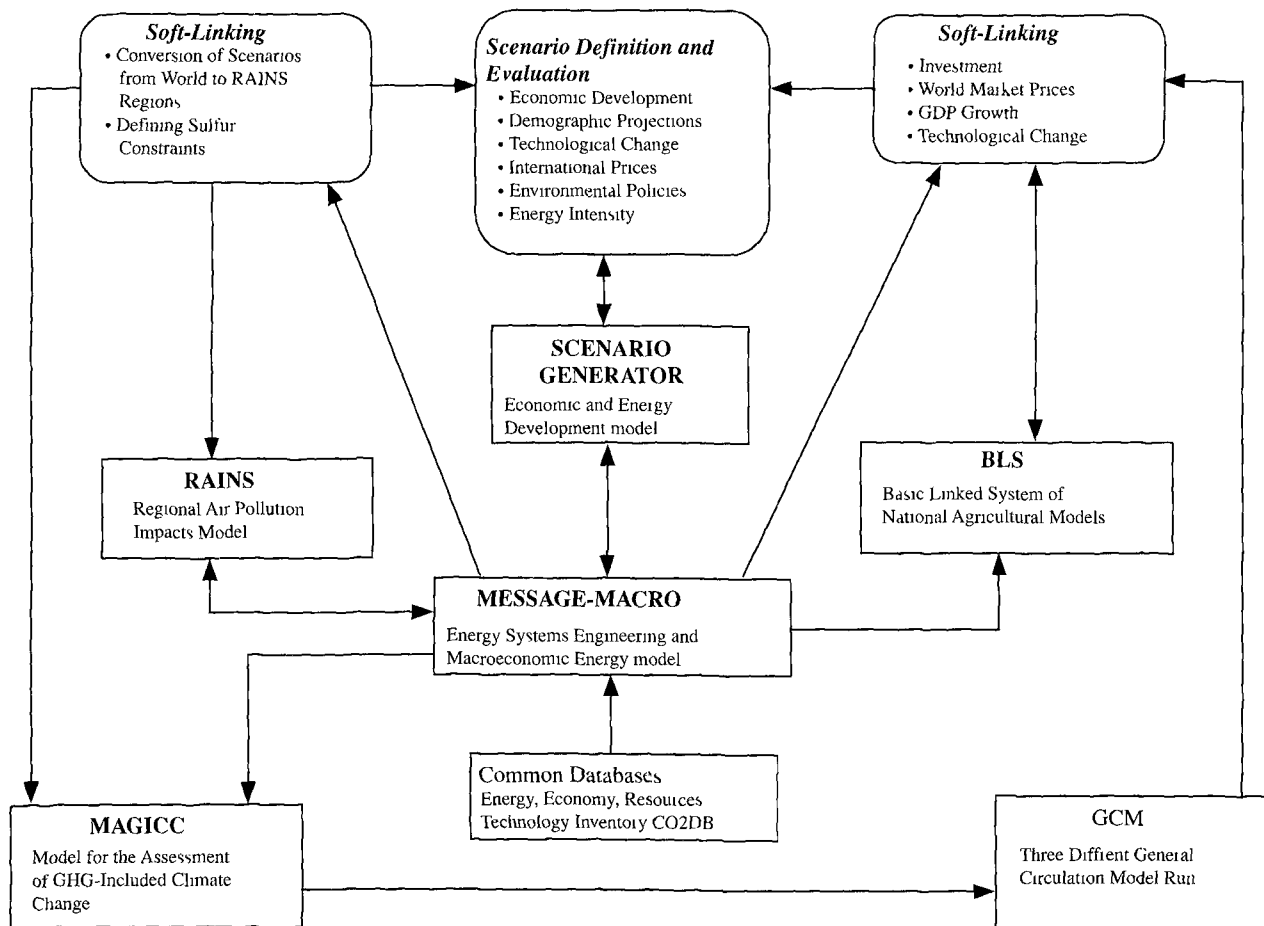 Soft-Linking
• Conversion of Scenarios
from World to RAINS
Regions
• Defining Sulfur
Constraints
Scenario Definition and
Evaluation
• Economic Development
• Demographic Projections
• Technological Change
• International Prices
• Environmental Policies
• Energy Intensity
Soft-Linking
• Investment
• World Market Prices
• GDP Growth
• Technological Change
SCENARIO
GENERATOR
Economic and Energy
Development model
RAINS
Regional Air Pollution
Impacts Model
BLS
Basic Linked System of
National Agricultural Models
MESSAGE-MACRO
Energy Systems Engineering and
Macroeconomic Energy model
Common Databases
Energy, Economy, Resources
Technology Inventory CO2DB
MAGICC
Model for the Assessment
of GHG-Included Climate
Change
GCM
Three Diffient General
Circulation Model Run